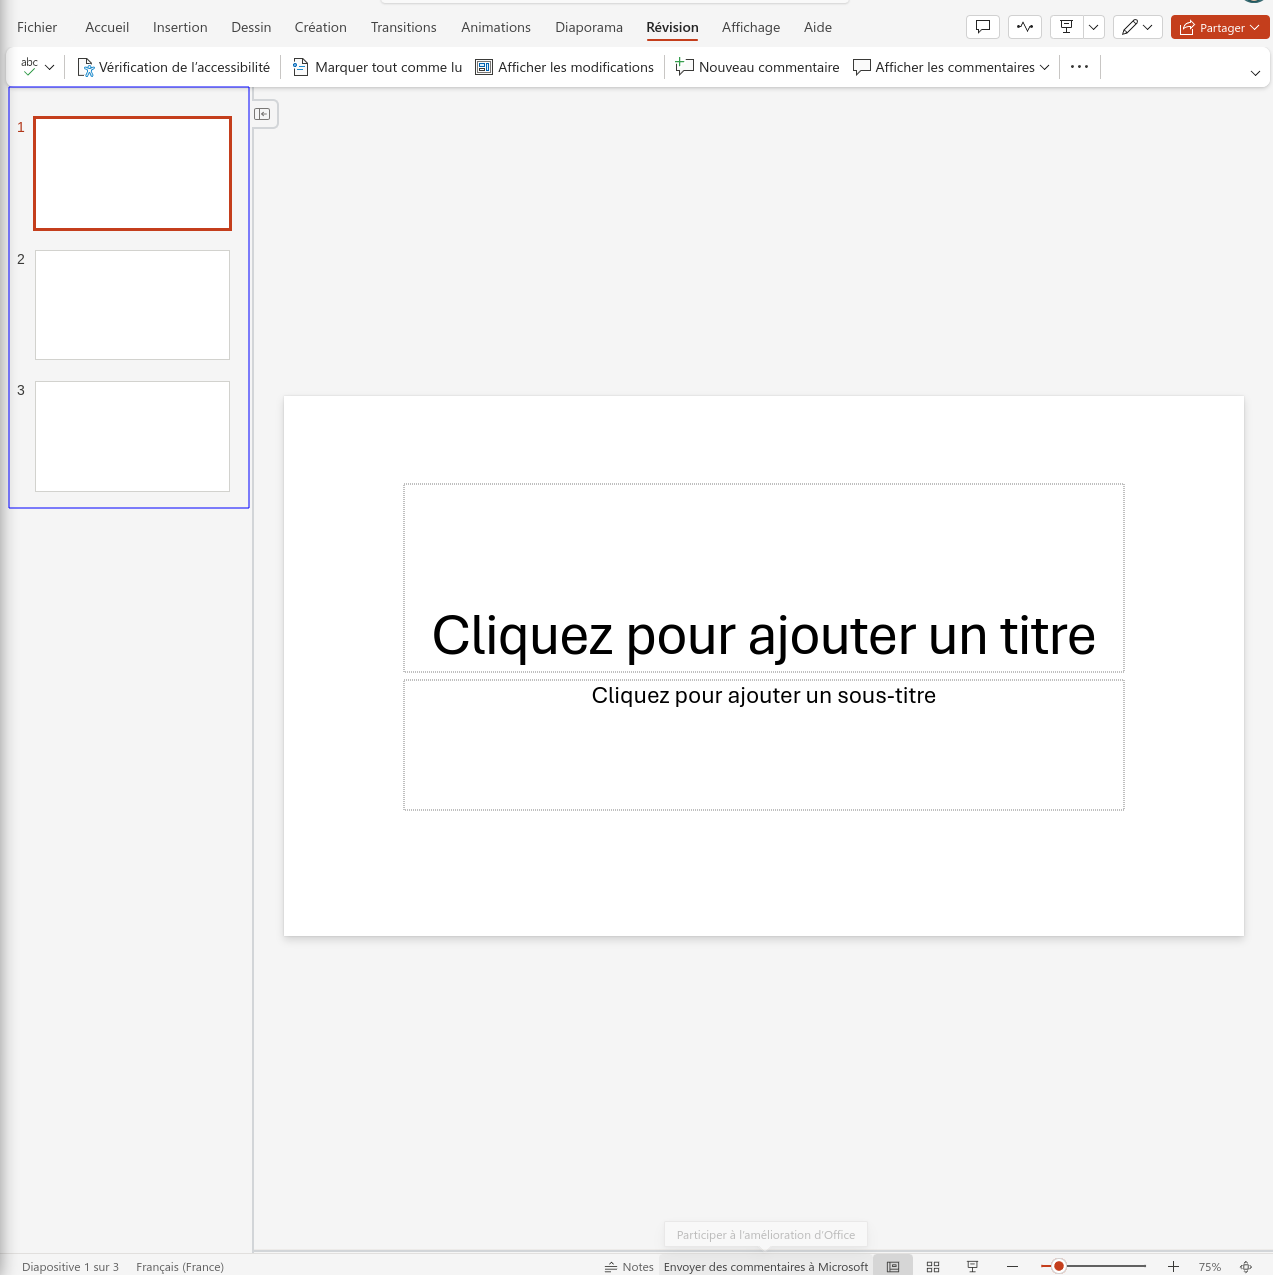 Fichier Accueil Insertion Dessin Création Transitions Animations Diaporama Révision Affichage Aide Partager
abc Vérification de l'accessibilité Marquer tout comme lu Afficher les modifications Nouveau commentaire Afficher les commentaires
1
2
3
Cliquez pour ajouter un titre
Cliquez pour ajouter un sous-titre
Participer à l'amélioration d'Office
Diapositive 1 sur 3 Français (France) Notes Envoyer des commentaires à Microsoft 75%